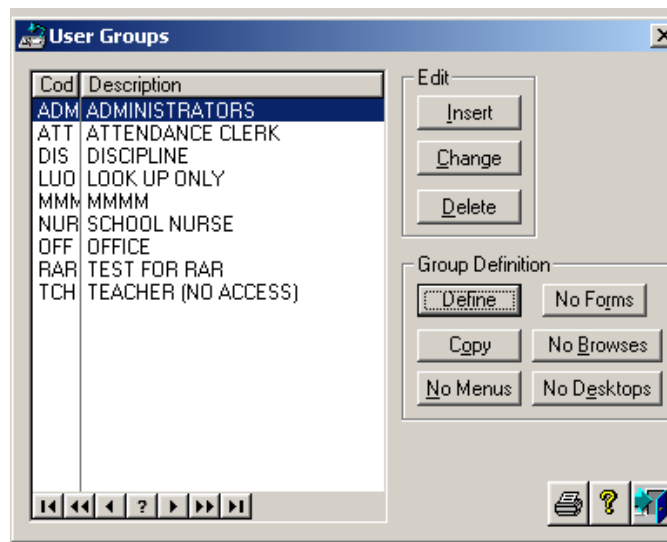 User Groups
Cod Description
ADM ADMINISTRATORS
ATT ATTENDANCE CLERK
DIS DISCIPLINE
LUO LOOK UP ONLY
MMM MMMM
NUR SCHOOL NURSE
OFF OFFICE
RAR TEST FOR RAR
TCH TEACHER (NO ACCESS)
Edit
Insert
Change
Delete
Group Definition
Define No Forms
Copy No Browses
No Menus No Desktops
?
?